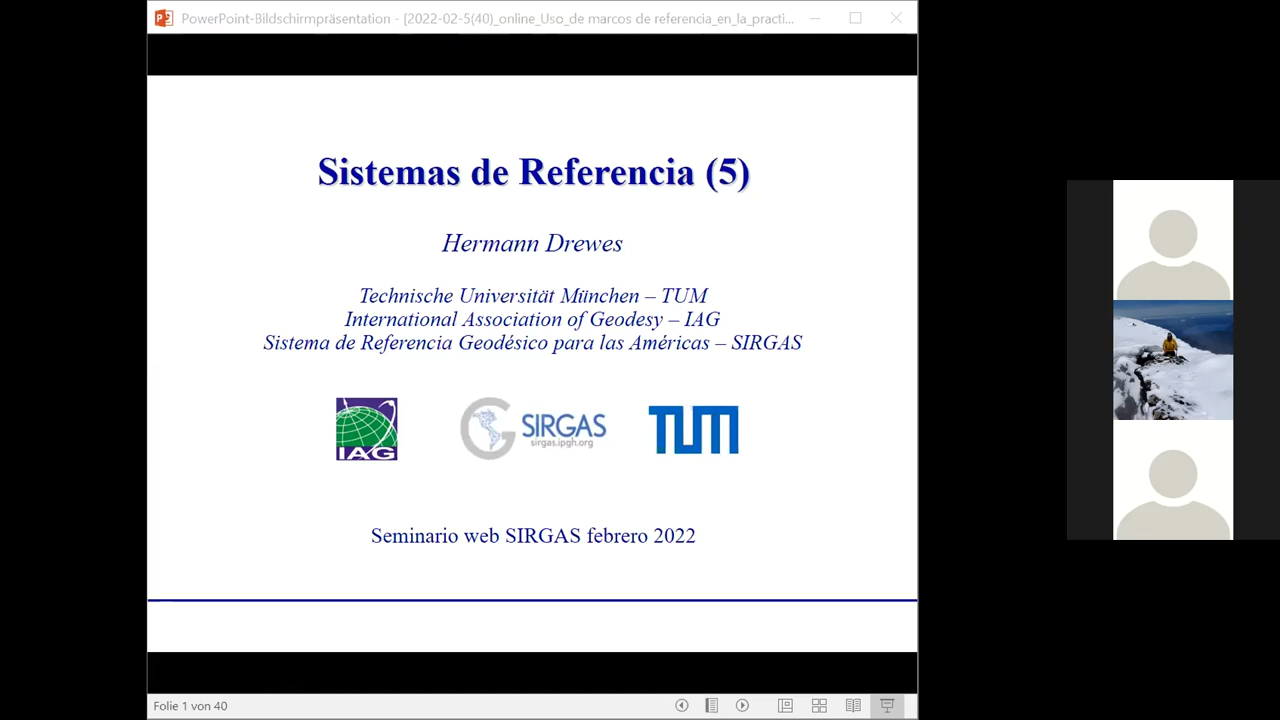 PowerPoint-Bildschirmpräsentation - [2022-02-5(40)_online_Uso_de marcos de referencia_en_la_practi...
Sistemas de Referencia (5)
Hermann Drewes
Technische Universität München – TUM
International Association of Geodesy – IAG
Sistema de Referencia Geodésico para las Américas – SIRGAS
IAG
SIRGAS
sirgas.ipgh.org
TUM
Seminario web SIRGAS febrero 2022
Folie 1 von 40